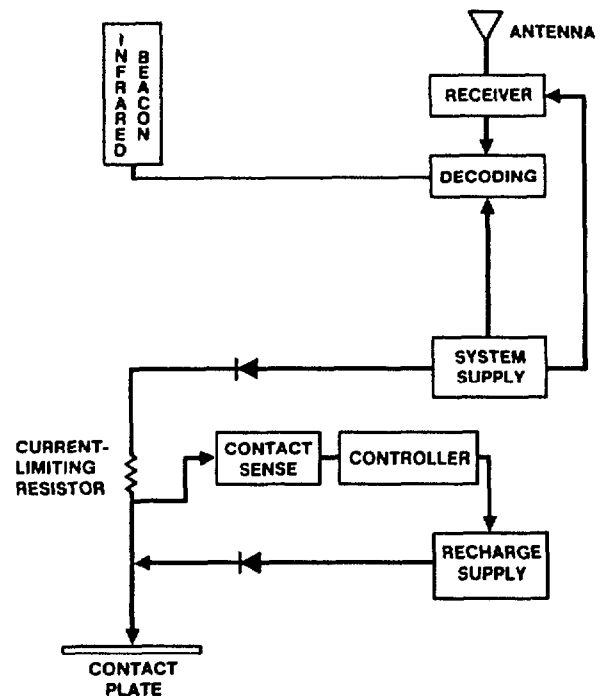 ANTENNA
INFRARED
BEACON
RECEIVER
DECODING
SYSTEM
SUPPLY
CURRENT-
LIMITING
RESISTOR
CONTACT
SENSE
CONTROLLER
RECHARGE
SUPPLY
CONTACT
PLATE